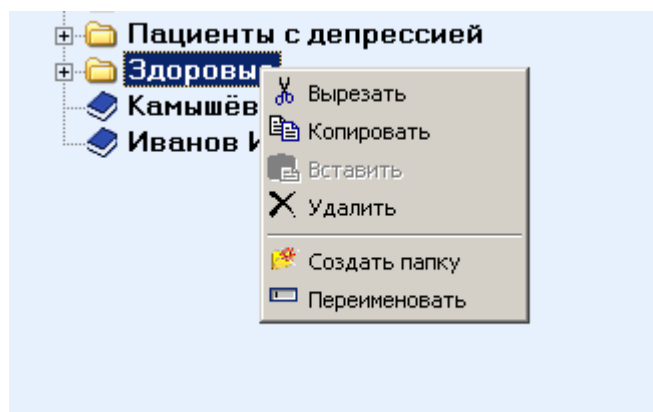 Пациенты с депрессией
Здоровые
Камышёв
Иванов И
Вырезать
Копировать
Вставить
Удалить
Создать папку
Переименовать